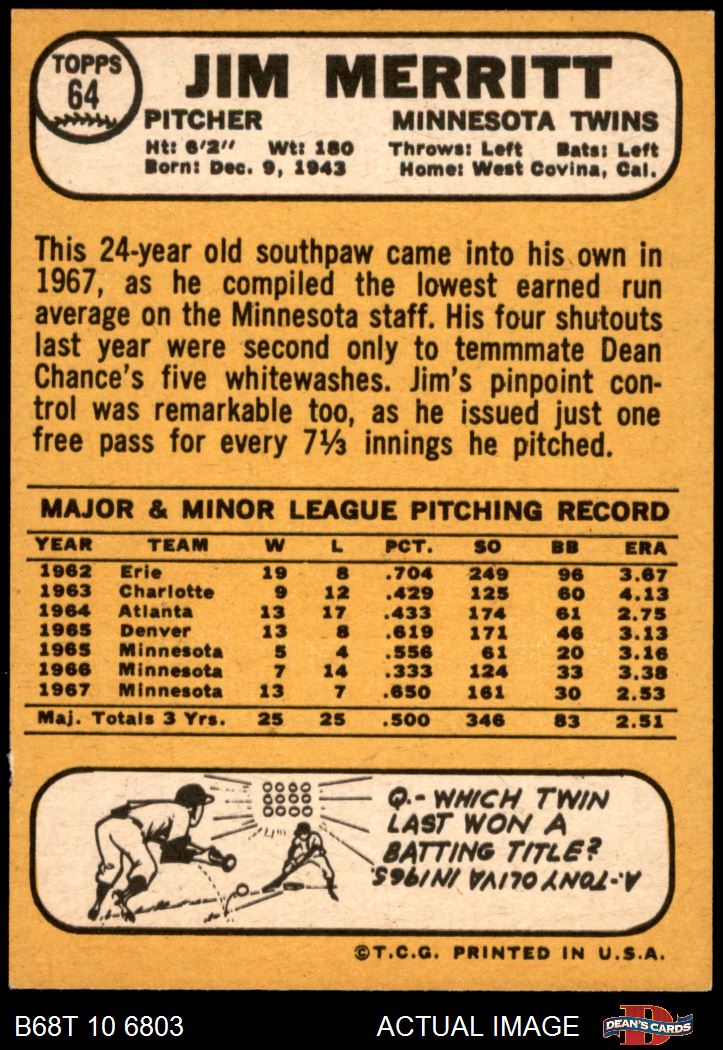 TOPPS
64
JIM MERRITT
PITCHER MINNESOTA TWINS
Ht: 6'2" Wt: 180 Throws: Left Bats: Left
Born: Dec. 9, 1943 Home: West Covina, Cal.
This 24-year old southpaw came into his own in
1967, as he compiled the lowest earned run
average on the Minnesota staff. His four shutouts
last year were second only to temmmate Dean
Chance's five whitewashes. Jim's pinpoint con-
trol was remarkable too, as he issued just one
free pass for every 7⅓ innings he pitched.
MAJOR & MINOR LEAGUE PITCHING RECORD
YEAR TEAM W L PCT. SO BB ERA
1962 Erie 19 8 .704 249 96 3.67
1963 Charlotte 9 12 .429 125 60 4.13
1964 Atlanta 13 17 .433 174 61 2.75
1965 Denver 13 8 .619 171 46 3.13
1965 Minnesota 5 4 .556 61 20 3.16
1966 Minnesota 7 14 .333 124 33 3.38
1967 Minnesota 13 7 .650 161 30 2.53
Maj. Totals 3 Yrs. 25 25 .500 346 83 2.51
Q.- WHICH TWIN
LAST WON A
BATTING TITLE?
A.- TONY OLIVA IN 1965.
©T.C.G. PRINTED IN U.S.A.
B68T 10 6803 ACTUAL IMAGE D DEAN'S CARDS